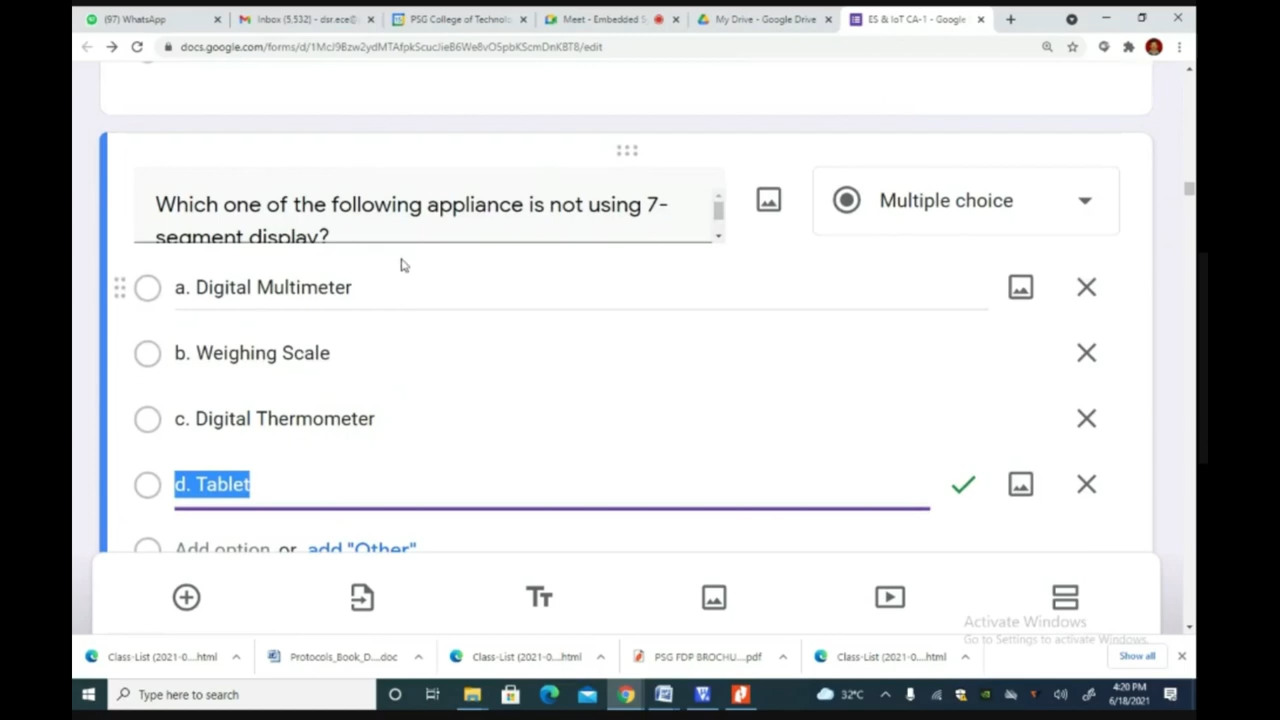 (97) WhatsApp
Inbox (5,532) - dsr.ece@
PSG College of Technolo
Meet - Embedded S
My Drive - Google Drive
ES & IoT CA-1 - Google
docs.google.com/forms/d/
/edit
Which one of the following appliance is not using 7-
segment display?
Multiple choice
a. Digital Multimeter
b. Weighing Scale
c. Digital Thermometer
d. Tablet
Add option or add "Other"
Activate Windows
Go to Settings to activate Windows.
Class-List (2021-0....html
Protocols_Book_D....doc
Class-List (2021-0....html
PSG FDP BROCHU....pdf
Class-List (2021-0....html
Show all
Type here to search
32°C
4:20 PM
6/18/2021